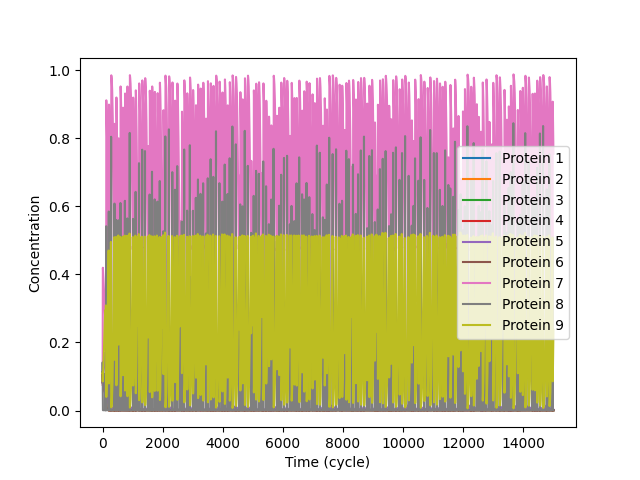 1.0
0.8
0.6
0.4
0.2
0.0
Concentration
0
2000
4000
6000
8000
10000
12000
14000
Time (cycle)
Protein 1
Protein 2
Protein 3
Protein 4
Protein 5
Protein 6
Protein 7
Protein 8
Protein 9